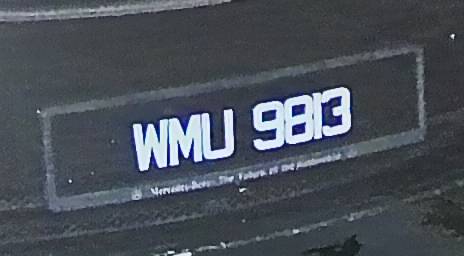 WMU 9813
Mercedes-Benz The Future of the Automobile